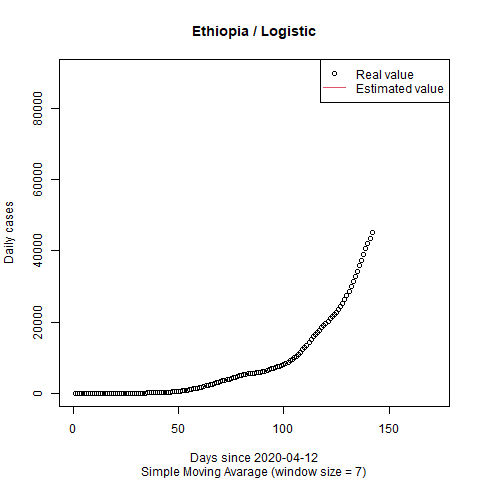 Ethiopia / Logistic
Real value
Estimated value
Daily cases
80000
60000
40000
20000
0
0 50 100 150
Days since 2020-04-12
Simple Moving Avarage (window size = 7)